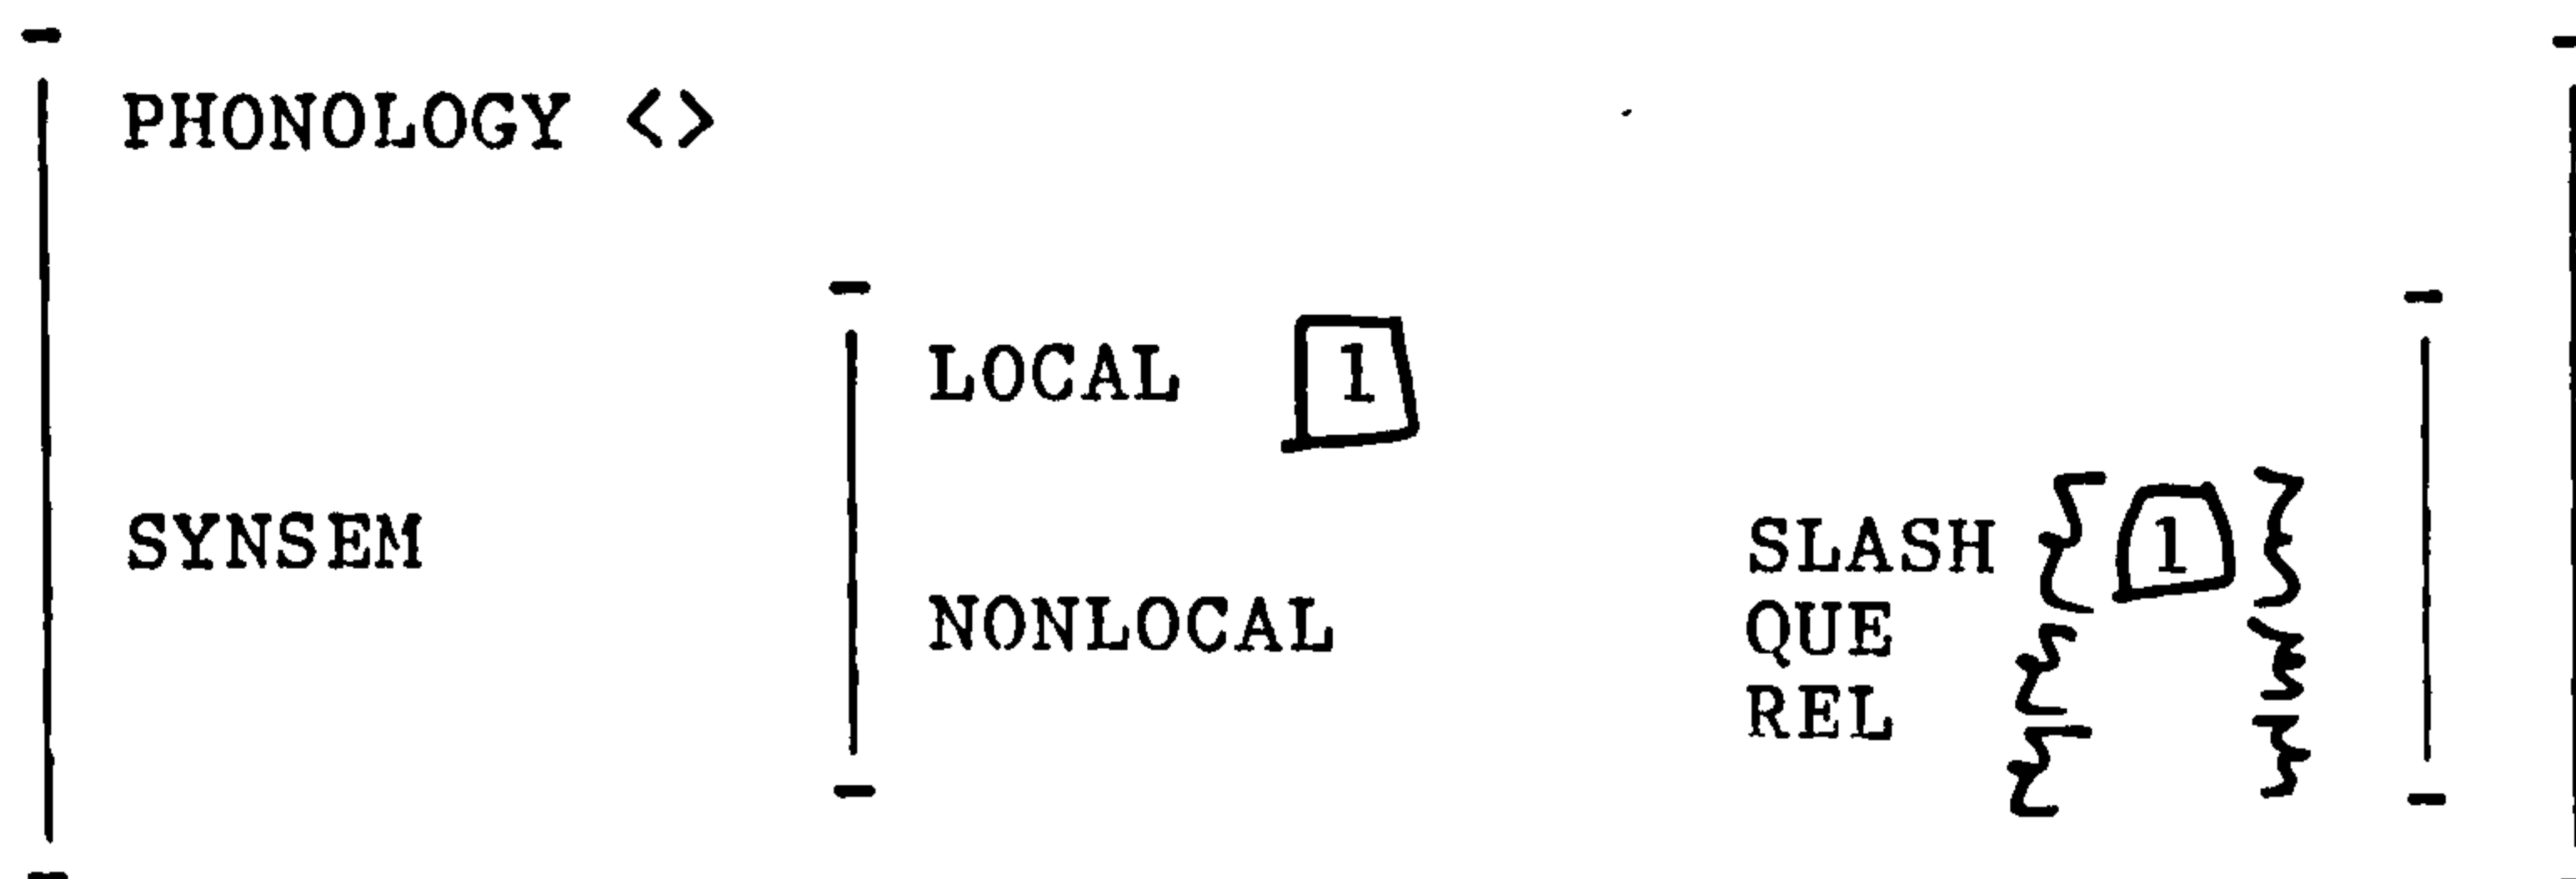 PHONOLOGY <>
LOCAL 1
SYNSEM
SLASH { 1 }
NONLOCAL
QUE { }
REL { }